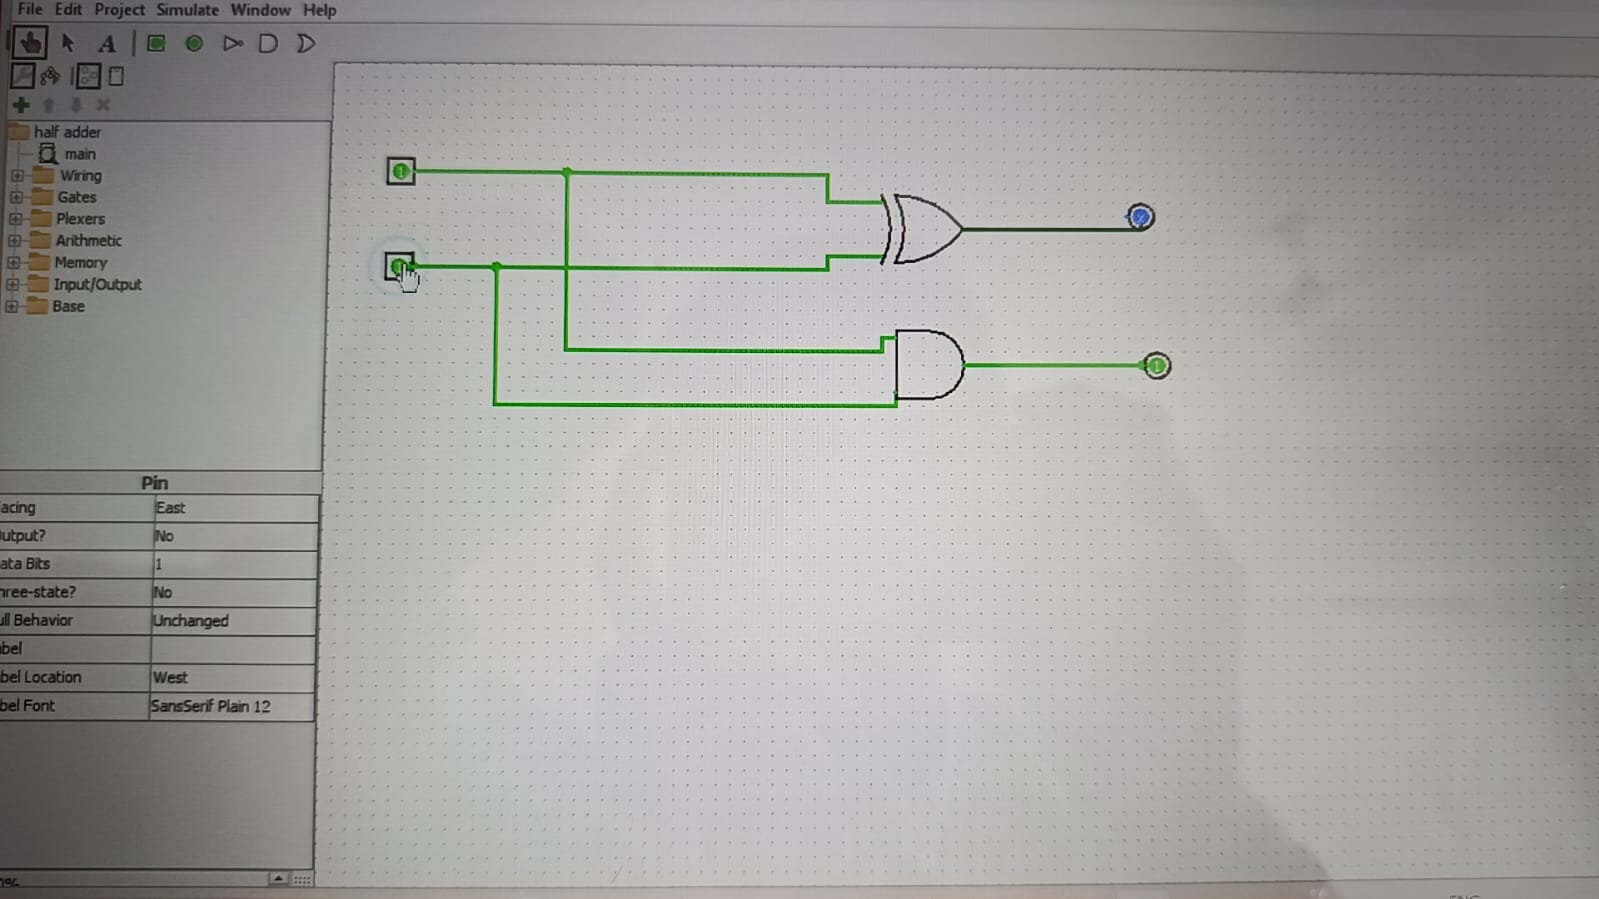 File Edit Project Simulate Window Help
A
half adder
main
Wiring
Gates
Plexers
Arithmetic
Memory
Input/Output
Base
1
1
x
1
Pin
acing East
utput? No
ata Bits 1
hree-state? No
ull Behavior Unchanged
abel
bel Location West
bel Font SansSerif Plain 12